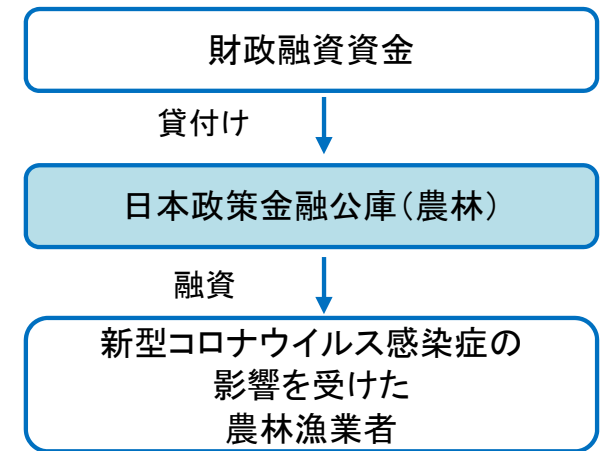 財政融資資金
貸付け
日本政策金融公庫（農林）
融資
新型コロナウイルス感染症の
影響を受けた
農林漁業者